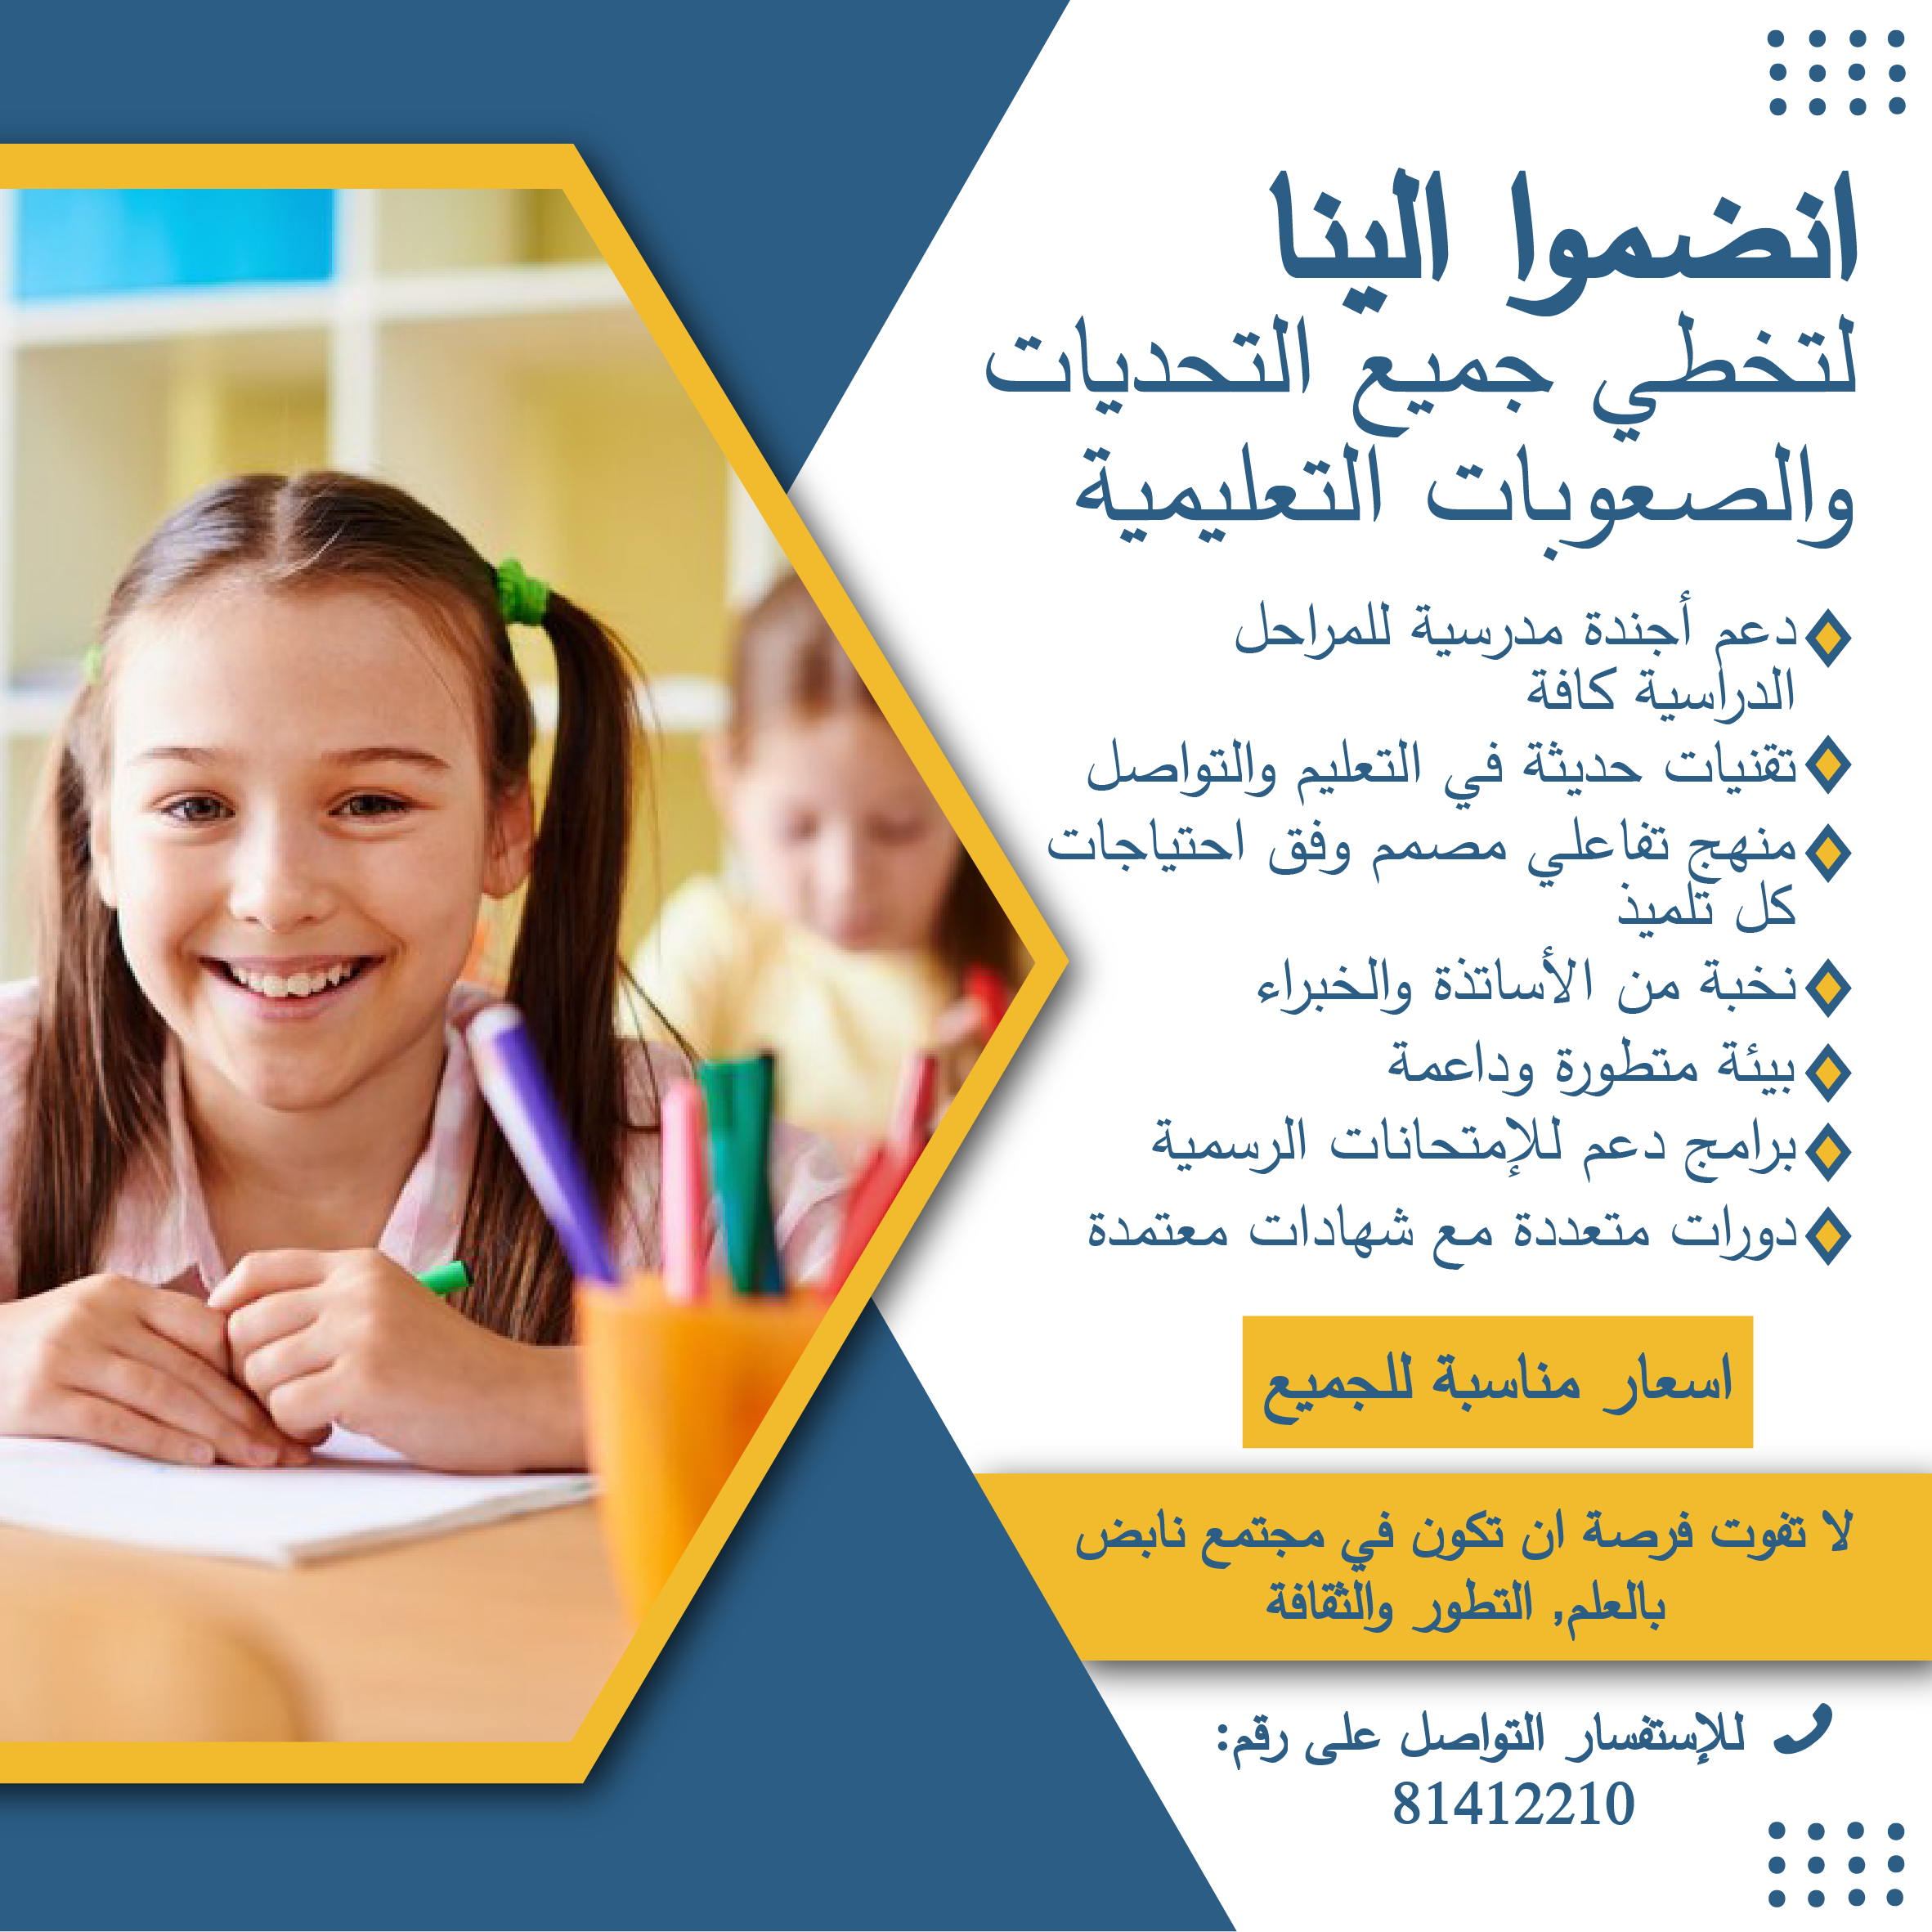 انضموا الينا
لتخطي جميع التحديات
والصعوبات التعليمية
دعم أجندة مدرسية للمراحل
الدراسية كافة
تقنيات حديثة في التعليم والتواصل
منهج تفاعلي مصمم وفق احتياجات
كل تلميذ
نخبة من الأساتذة والخبراء
بيئة متطورة وداعمة
برامج دعم للإمتحانات الرسمية
دورات متعددة مع شهادات معتمدة
اسعار مناسبة للجميع
لا تفوت فرصة ان تكون في مجتمع نابض
بالعلم, التطور والثقافة
للإستفسار التواصل على رقم:
81412210